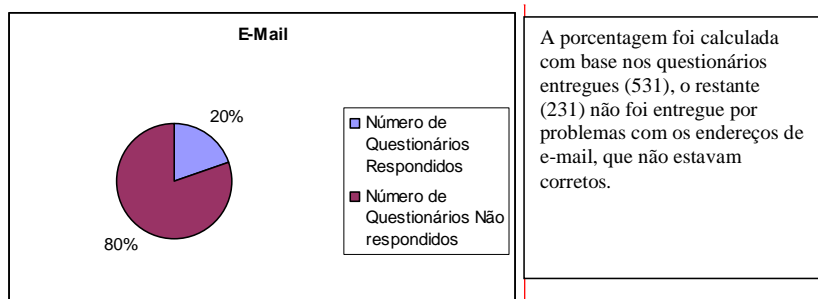 E-Mail
20%
80%
Número de
Questionários
Respondidos
Número de
Questionários Não
respondidos
A porcentagem foi calculada
com base nos questionários
entregues (531), o restante
(231) não foi entregue por
problemas com os endereços de
e-mail, que não estavam
corretos.